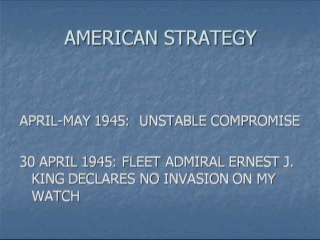 AMERICAN STRATEGY
APRIL-MAY 1945: UNSTABLE COMPROMISE
30 APRIL 1945: FLEET ADMIRAL ERNEST J.
KING DECLARES NO INVASION ON MY
WATCH